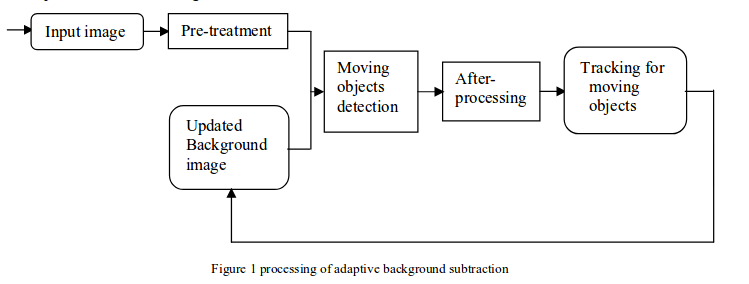 Input image
Pre-treatment
Moving
objects
detection
After-
processing
Tracking for
moving
objects
Updated
Background
image
Figure 1 processing of adaptive background subtraction